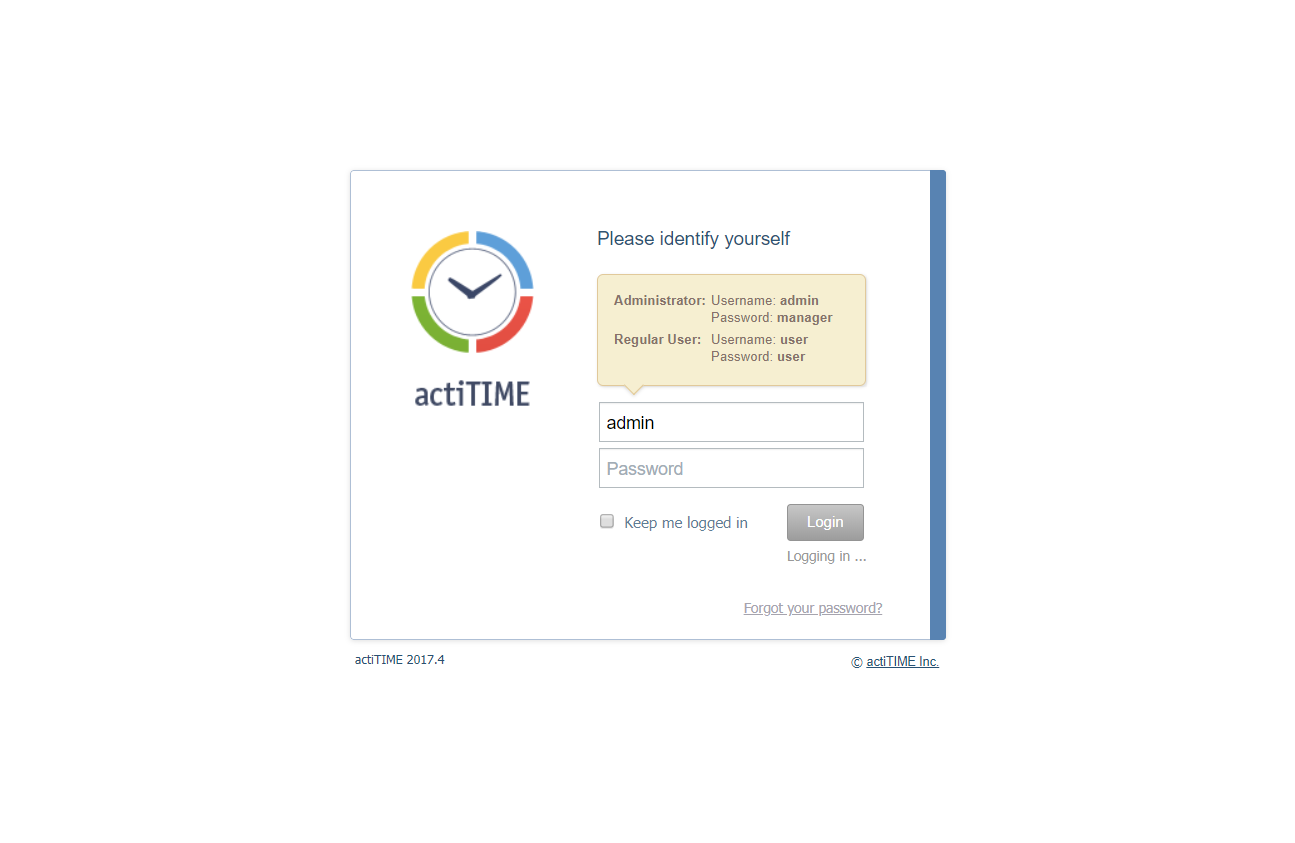 Please identify yourself
Administrator: Username: admin
Password: manager
Regular User: Username: user
Password: user
actiTIME
admin
Password
Keep me logged in
Login
Logging in ...
Forgot your password?
actiTIME 2017.4
© actiTIME Inc.